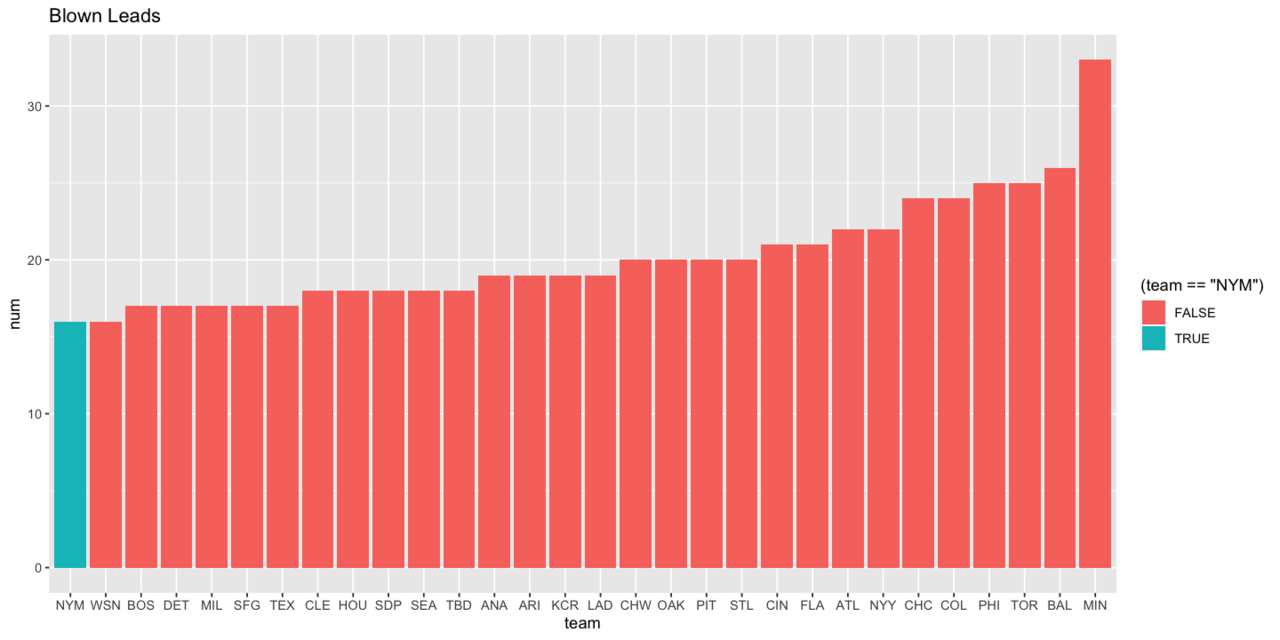 Blown Leads
num
30
20
10
0
NYM WSN BOS DET MIL SFG TEX CLE HOU SDP SEA TBD ANA ARI KCR LAD CHW OAK PIT STL CIN FLA ATL NYY CHC COL PHI TOR BAL MIN
team
(team == "NYM")
FALSE
TRUE